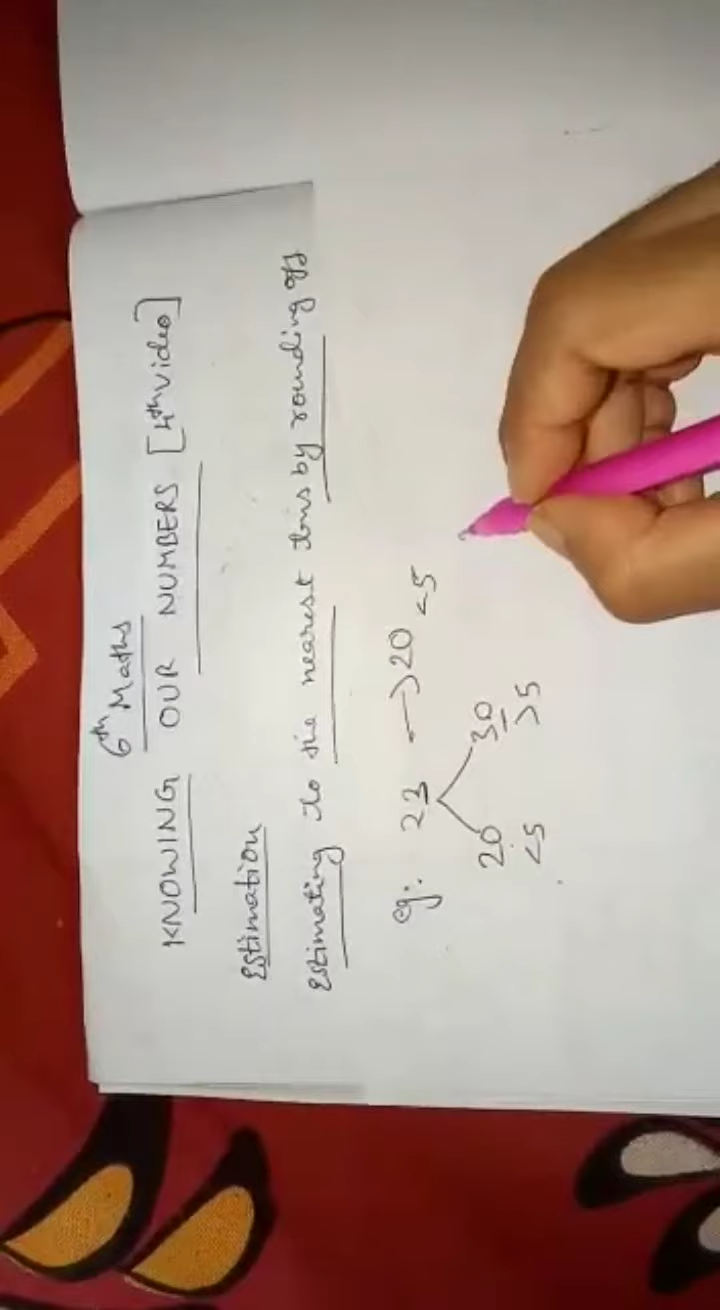 6th Maths
KNOWING OUR NUMBERS [4th video]
Estimation
Estimating to the nearest tens by rounding off
eg: 23 → 20 <5
20 30
<5 >5